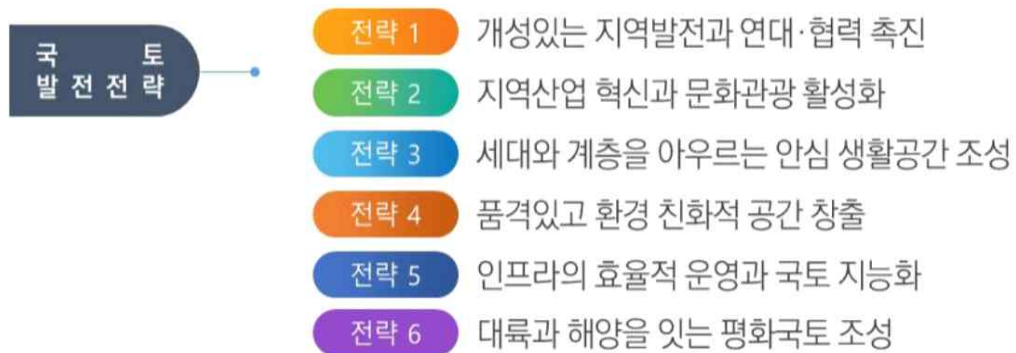 국 토
발 전 전 략
전략 1 개성있는 지역발전과 연대·협력 촉진
전략 2 지역산업 혁신과 문화관광 활성화
전략 3 세대와 계층을 아우르는 안심 생활공간 조성
전략 4 품격있고 환경 친화적 공간 창출
전략 5 인프라의 효율적 운영과 국토 지능화
전략 6 대륙과 해양을 잇는 평화국토 조성